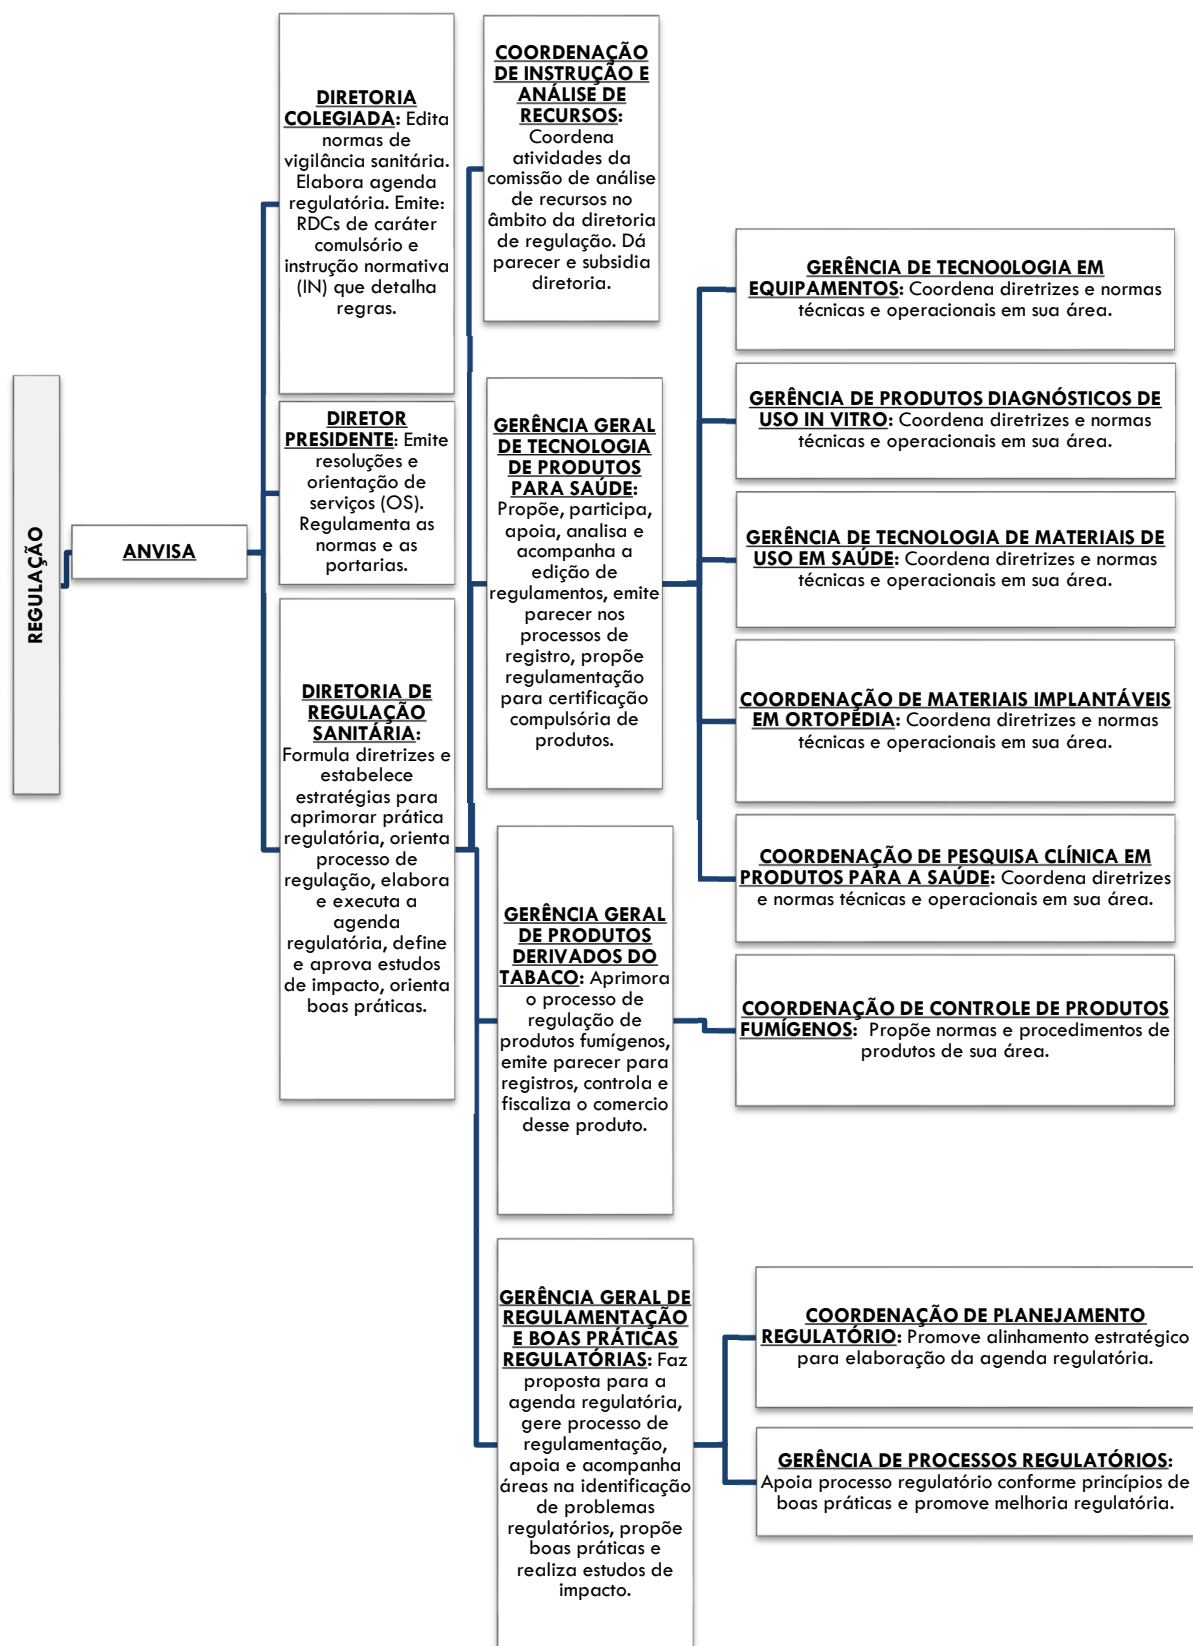 REGULAÇÃO
ANVISA
DIRETORIA
COLEGIADA: Edita
normas de
vigilância sanitária.
Elabora agenda
regulatória. Emite:
RDCs de caráter
comulsório e
instrução normativa
(IN) que detalha
regras.
DIRETOR
PRESIDENTE: Emite
resoluções e
orientação de
serviços (OS).
Regulamenta as
normas e as
portarias.
DIRETORIA DE
REGULAÇÃO
SANITÁRIA:
Formula diretrizes e
estabelece
estratégias para
aprimorar prática
regulatória, orienta
processo de
regulação, elabora
e executa a
agenda
regulatória, define
e aprova estudos
de impacto, orienta
boas práticas.
COORDENAÇÃO
DE INSTRUÇÃO E
ANÁLISE DE
RECURSOS:
Coordena
atividades da
comissão de análise
de recursos no
âmbito da diretoria
de regulação. Dá
parecer e subsidia
diretoria.
GERÊNCIA GERAL
DE TECNOLOGIA
DE PRODUTOS
PARA SAÚDE:
Propõe, participa,
apoia, analisa e
acompanha a
edição de
regulamentos, emite
parecer nos
processos de
registro, propõe
regulamentação
para certificação
compulsória de
produtos.
GERÊNCIA DE TECNO0LOGIA EM
EQUIPAMENTOS: Coordena diretrizes e normas
técnicas e operacionais em sua área.
GERÊNCIA DE PRODUTOS DIAGNÓSTICOS DE
USO IN VITRO: Coordena diretrizes e normas
técnicas e operacionais em sua área.
GERÊNCIA DE TECNOLOGIA DE MATERIAIS DE
USO EM SAÚDE: Coordena diretrizes e normas
técnicas e operacionais em sua área.
COORDENAÇÃO DE MATERIAIS IMPLANTÁVEIS
EM ORTOPEDIA: Coordena diretrizes e normas
técnicas e operacionais em sua área.
COORDENAÇÃO DE PESQUISA CLÍNICA EM
PRODUTOS PARA A SAÚDE: Coordena diretrizes
e normas técnicas e operacionais em sua área.
GERÊNCIA GERAL
DE PRODUTOS
DERIVADOS DO
TABACO: Aprimora
o processo de
regulação de
produtos fumígenos,
emite parecer para
registros, controla e
fiscaliza o comercio
desse produto.
COORDENAÇÃO DE CONTROLE DE PRODUTOS
FUMÍGENOS: Propõe normas e procedimentos de
produtos de sua área.
GERÊNCIA GERAL DE
REGULAMENTAÇÃO
E BOAS PRÁTICAS
REGULATÓRIAS: Faz
proposta para a
agenda regulatória,
gere processo de
regulamentação,
apoia e acompanha
áreas na identificação
de problemas
regulatórios, propõe
boas práticas e
realiza estudos de
impacto.
COORDENAÇÃO DE PLANEJAMENTO
REGULATÓRIO: Promove alinhamento estratégico
para elaboração da agenda regulatória.
GERÊNCIA DE PROCESSOS REGULATÓRIOS:
Apoia processo regulatório conforme princípios de
boas práticas e promove melhoria regulatória.